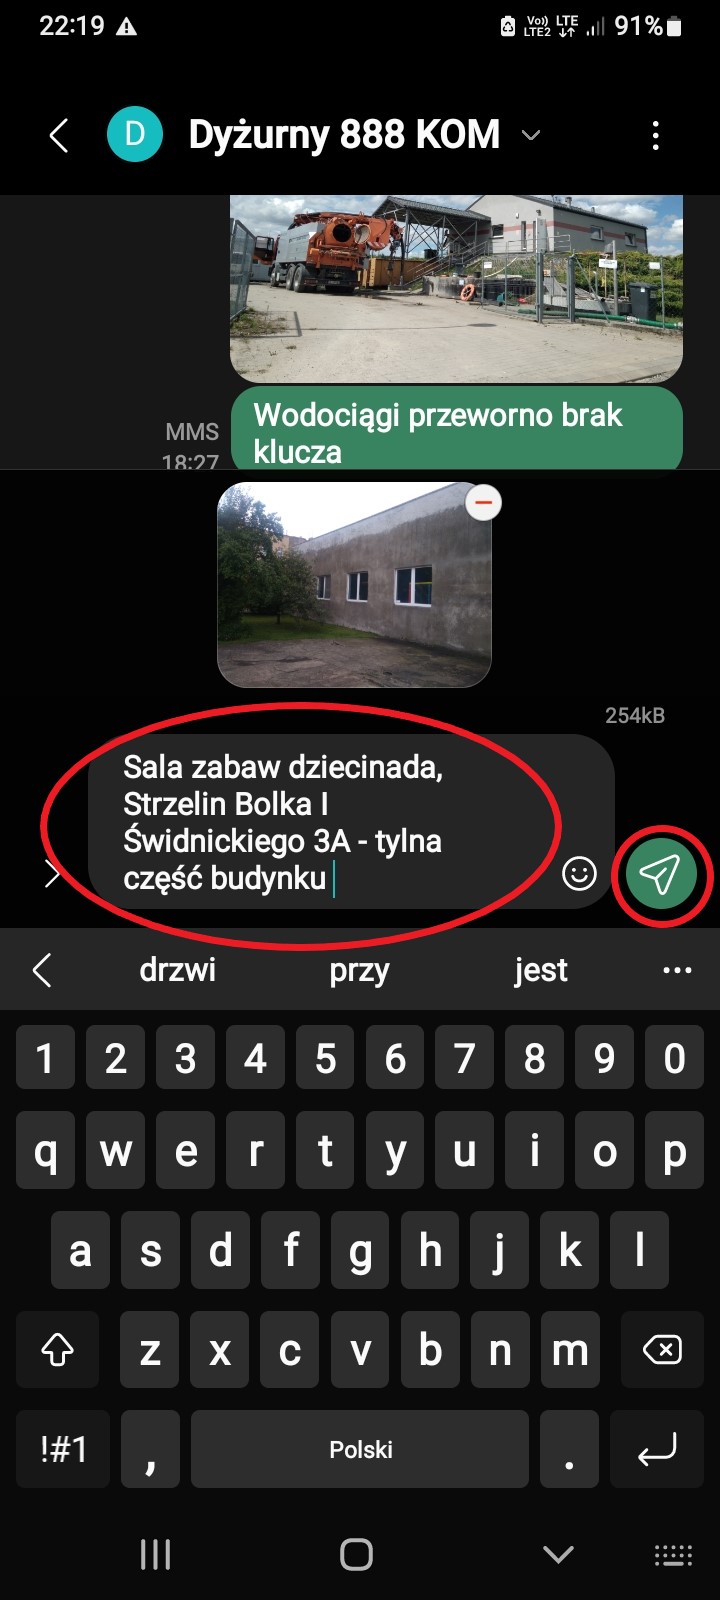 22:19
Vo)) LTE2 LTE 91%
D Dyżurny 888 KOM
Wodociągi przeworno brak
klucza
MMS
18:27
254kB
Sala zabaw dziecinada,
Strzelin Bolka I
Świdnickiego 3A - tylna
część budynku
drzwi przy jest
1 2 3 4 5 6 7 8 9 0
q w e r t y u i o p
a s d f g h j k l
z x c v b n m
!#1 , Polski .